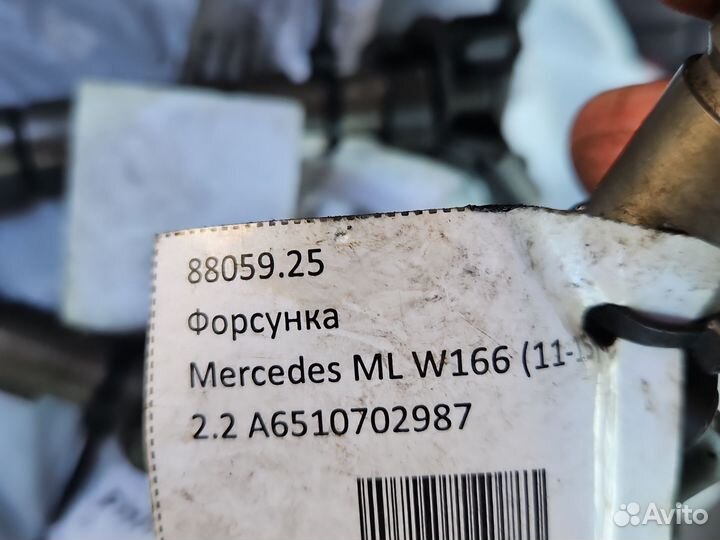 88059.25
Форсунка
Mercedes ML W166 (11-
2.2 A6510702987
Avito